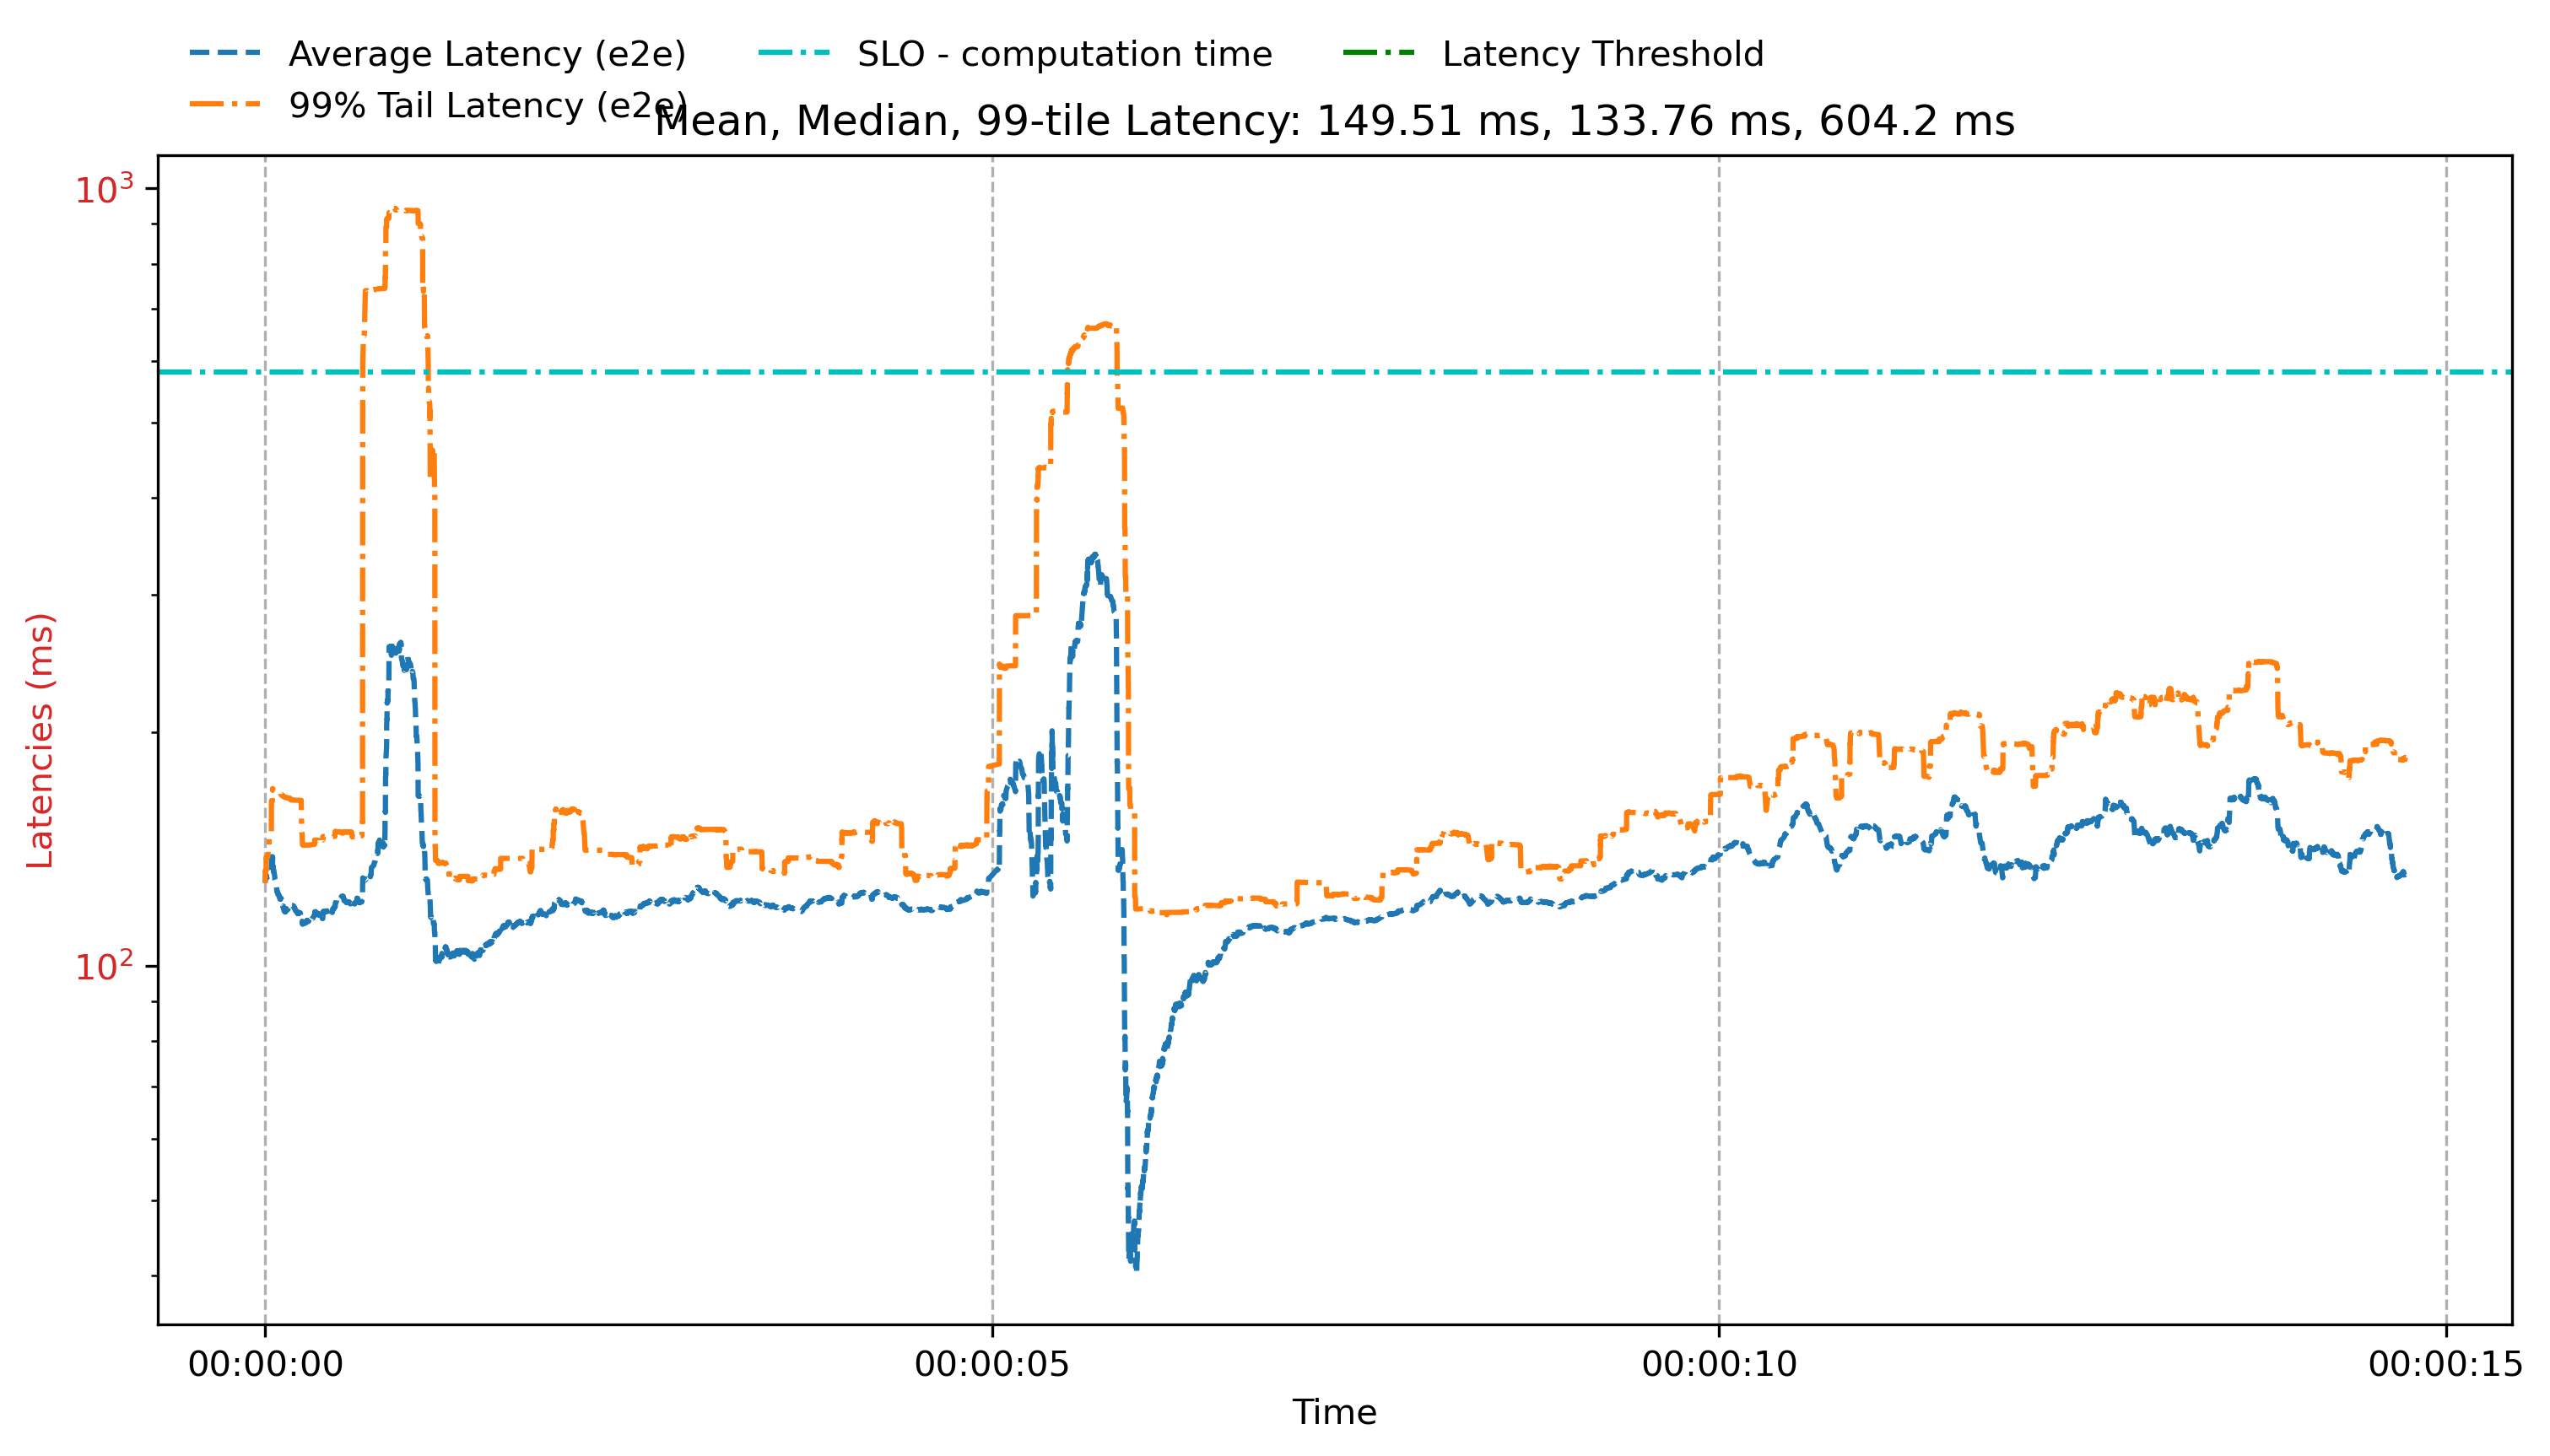 Average Latency (e2e)
99% Tail Latency (e2e)
SLO - computation time
Latency Threshold
Mean, Median, 99-tile Latency: 149.51 ms, 133.76 ms, 604.2 ms
10³
10²
Latencies (ms)
00:00:00
00:00:05
00:00:10
00:00:15
Time